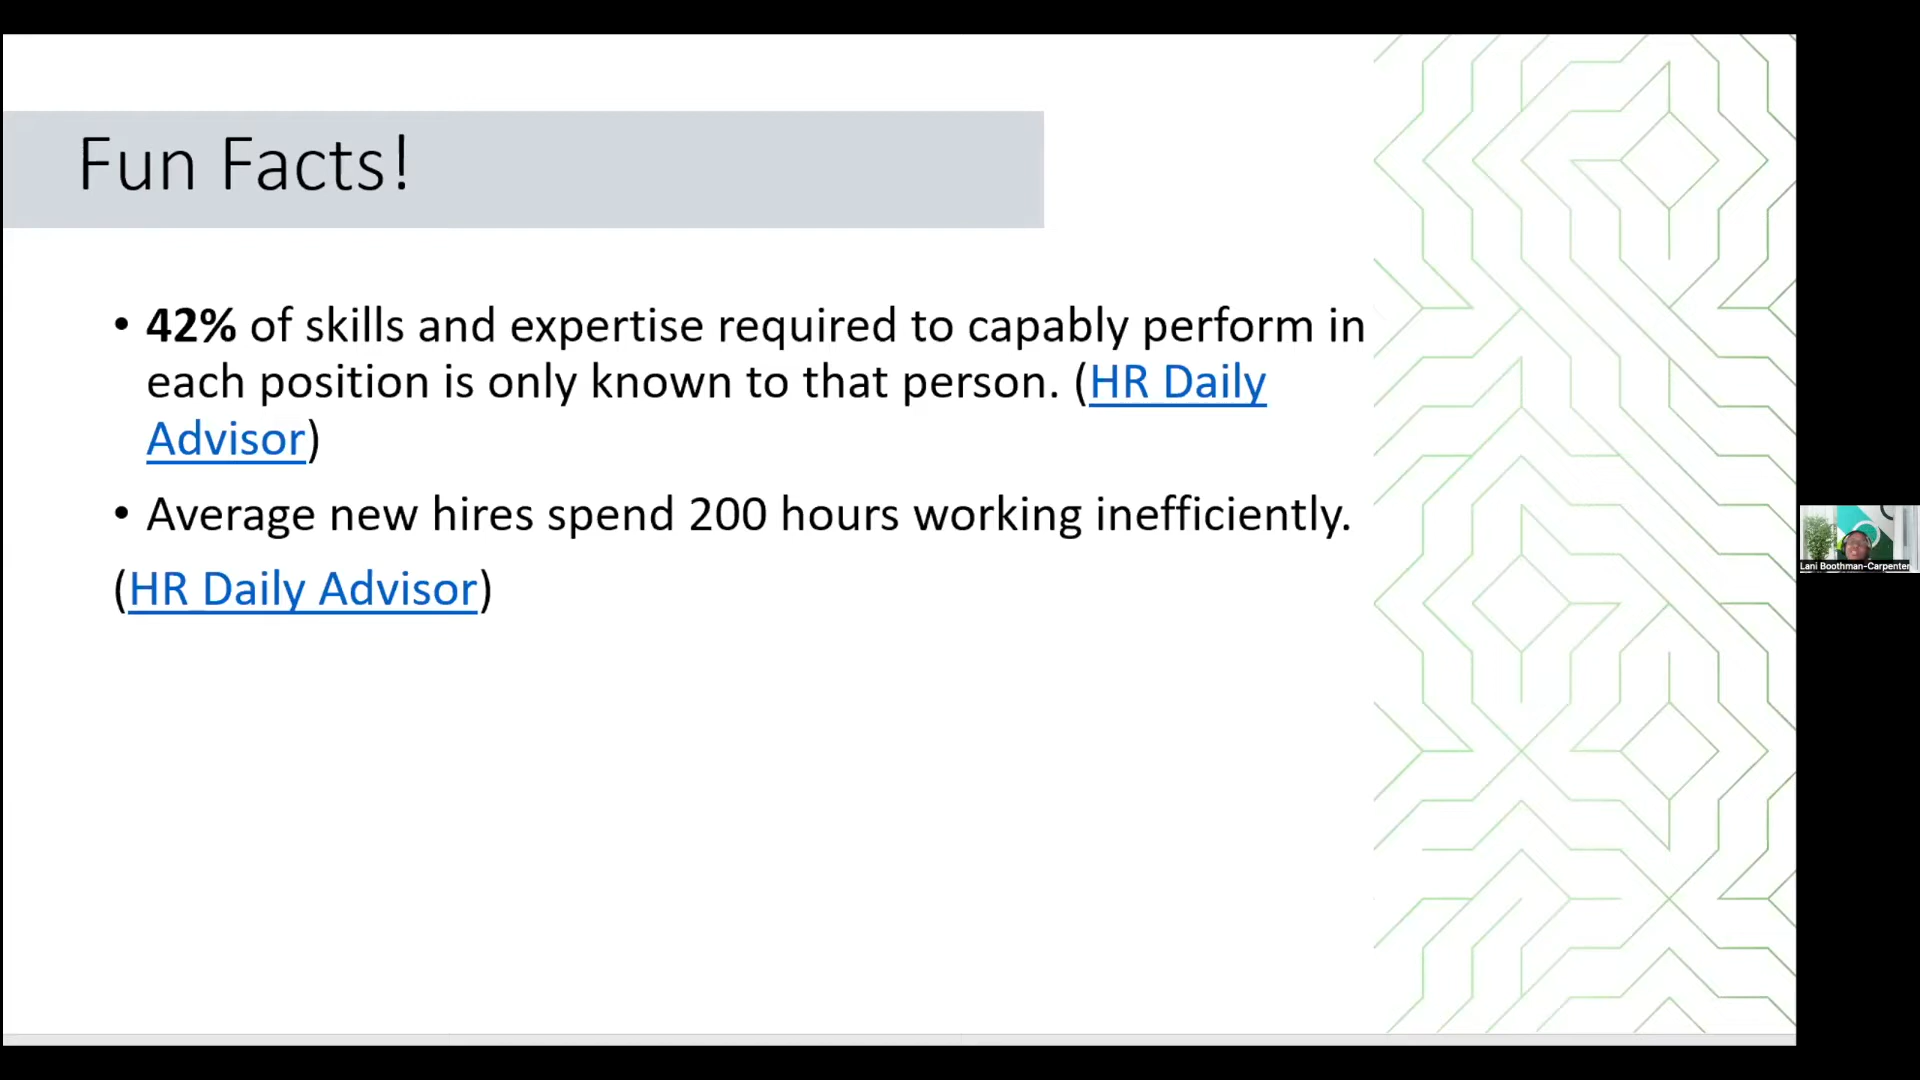 Fun Facts!
• 42% of skills and expertise required to capably perform in
each position is only known to that person. (HR Daily
Advisor)
• Average new hires spend 200 hours working inefficiently.
(HR Daily Advisor)
Lani Boothman-Carpenter